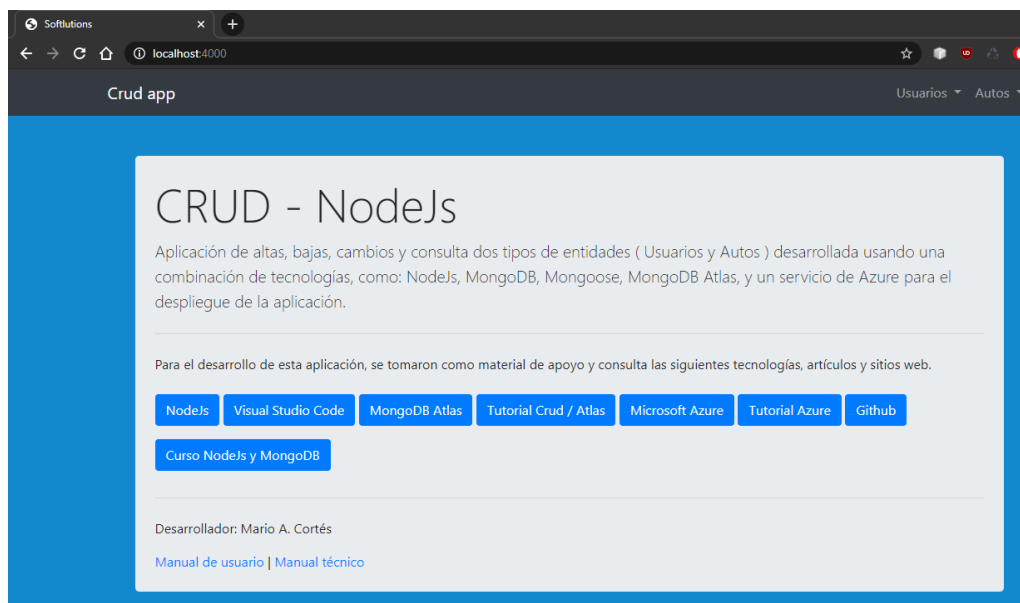 Softlutions
localhost:4000
Crud app
Usuarios Autos
CRUD - NodeJs
Aplicación de altas, bajas, cambios y consulta dos tipos de entidades ( Usuarios y Autos ) desarrollada usando una
combinación de tecnologías, como: NodeJs, MongoDB, Mongoose, MongoDB Atlas, y un servicio de Azure para el
despliegue de la aplicación.
Para el desarrollo de esta aplicación, se tomaron como material de apoyo y consulta las siguientes tecnologías, artículos y sitios web.
NodeJs Visual Studio Code MongoDB Atlas Tutorial Crud / Atlas Microsoft Azure Tutorial Azure Github
Curso NodeJs y MongoDB
Desarrollador: Mario A. Cortés
Manual de usuario | Manual técnico